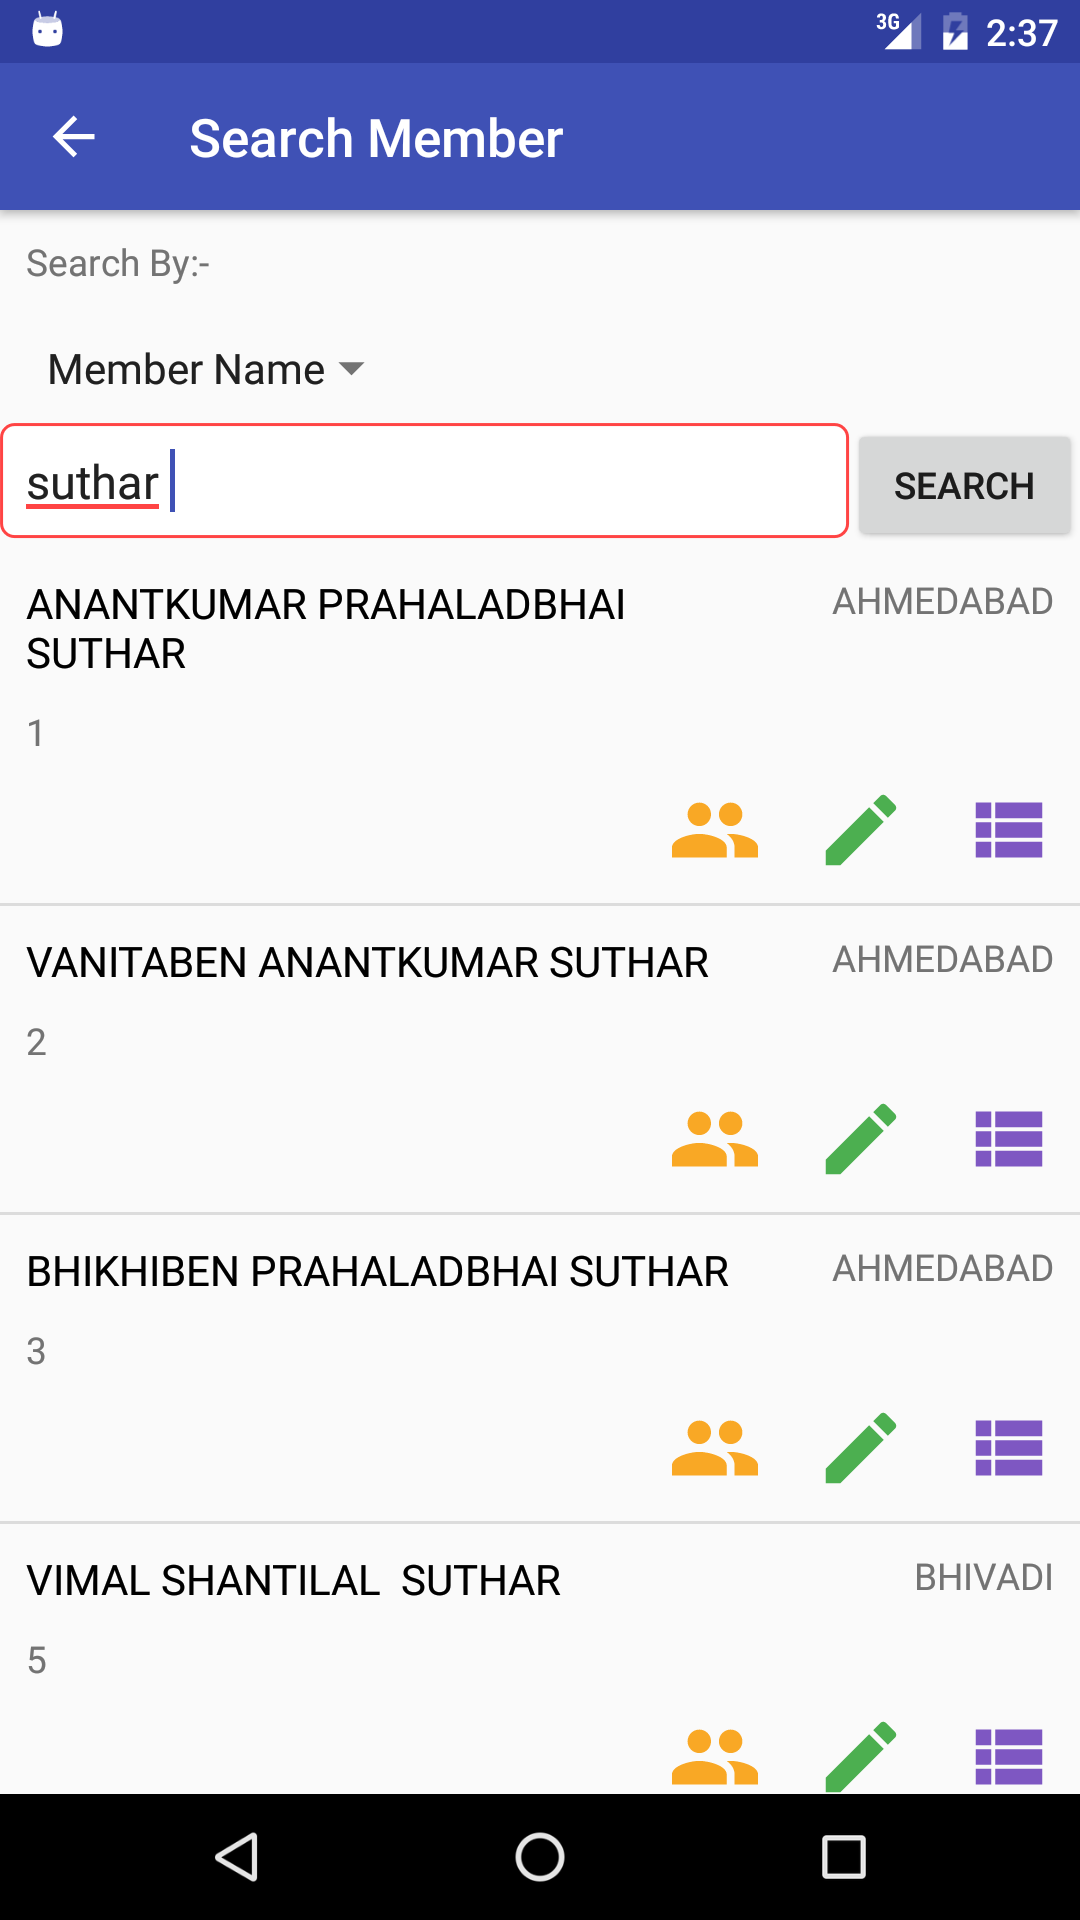 3G 2:37
Search Member
Search By:-
Member Name
suthar SEARCH
ANANTKUMAR PRAHALADBHAI AHMEDABAD
SUTHAR
1
VANITABEN ANANTKUMAR SUTHAR AHMEDABAD
2
BHIKHIBEN PRAHALADBHAI SUTHAR AHMEDABAD
3
VIMAL SHANTILAL  SUTHAR BHIVADI
5